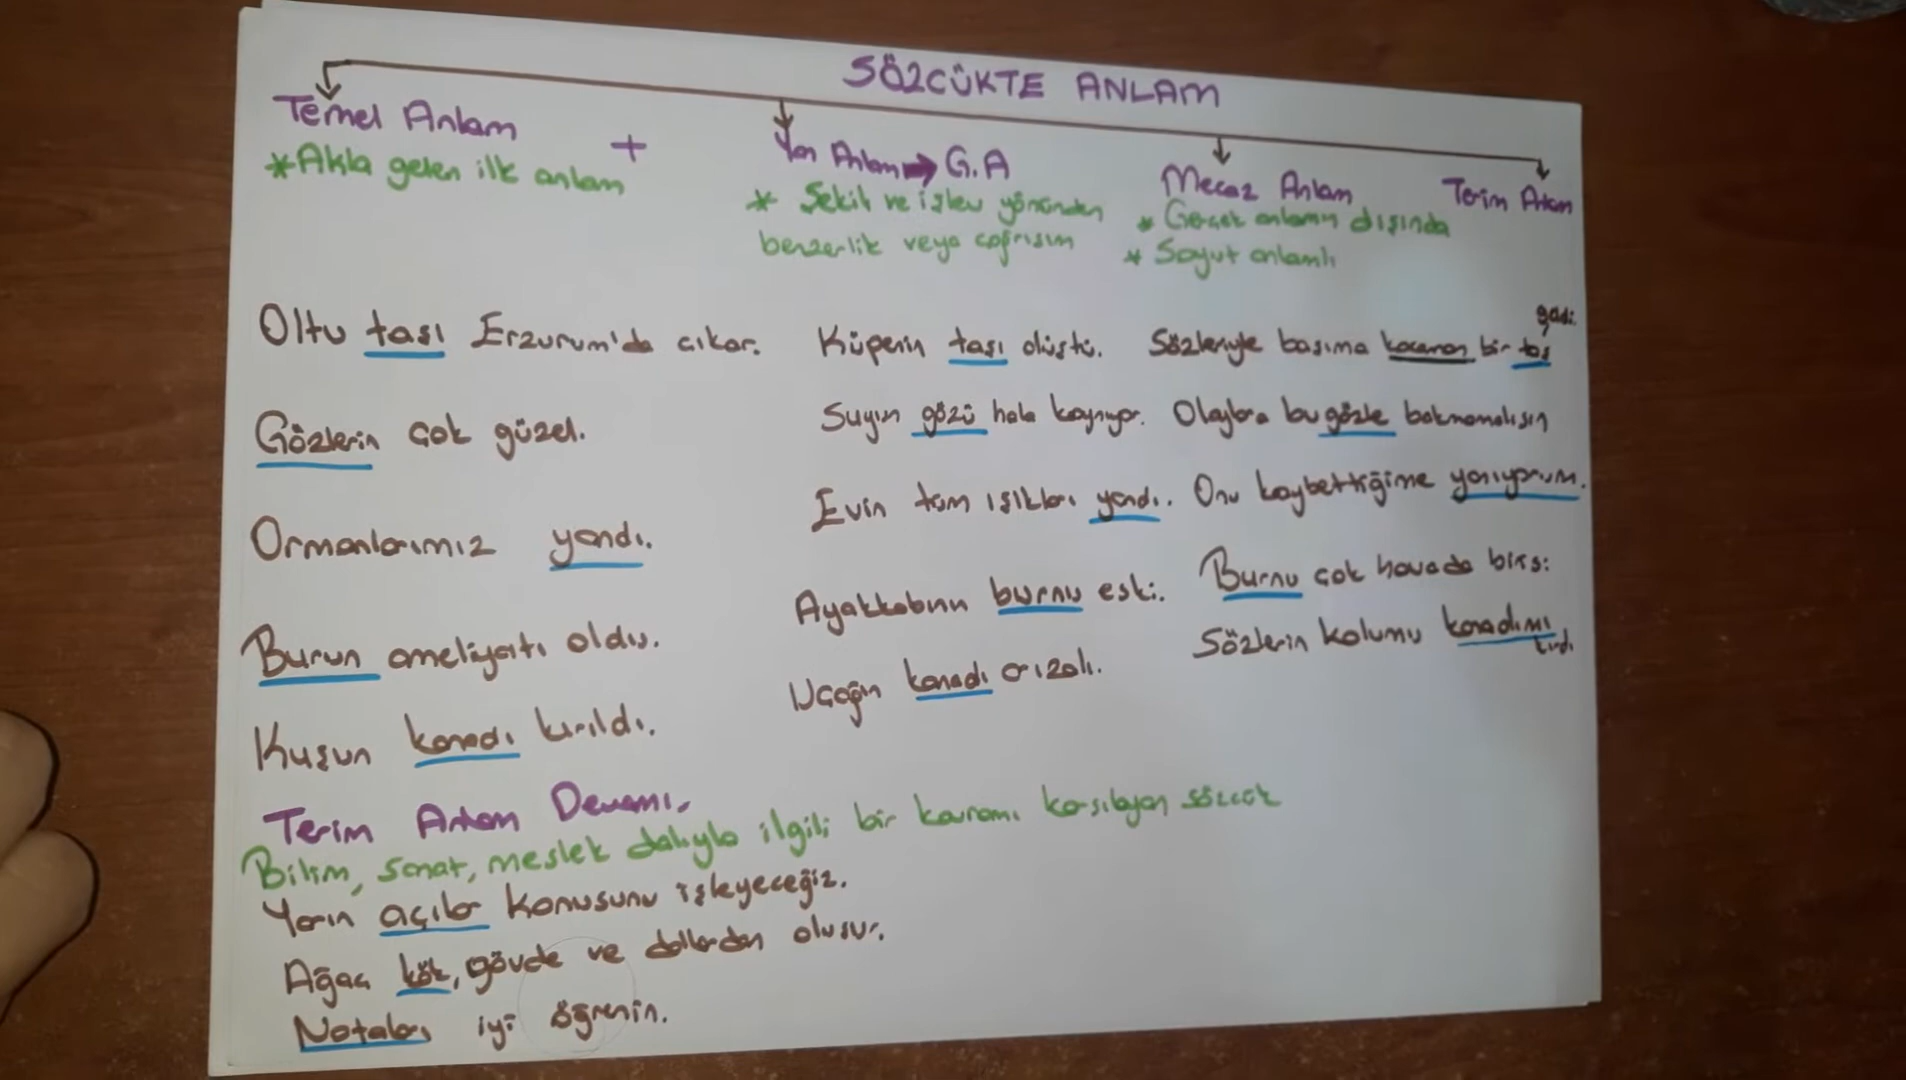 SÖZCÜKTE ANLAM
Temel Anlam
+
Yan Anlam → G.A
Mecaz Anlam
Terim Anlam
*Akla gelen ilk anlam
* Şekil ve işlev yönünden
benzerlik veya çağrışım
* Gerçek anlamın dışında
* Soyut anlamlı
Oltu taşı Erzurum'da çıkar.
Gözlerin çok güzel.
Ormanlarımız yandı.
Burun ameliyatı oldu.
Kuşun kanadı kırıldı.
Küpenin taşı düştü.
Suyun gözü hala kaynıyor.
Evin tüm ışıkları yandı.
Ayakkabının burnu eski.
Uçağın kanadı arızalı.
Sözleriyle başıma kocaman bir taş
Olaylara bu gözle bakmamalısın
Onu kaybettiğime yanıyorum.
Burnu çok havada birisi
Sözlerin kolumu kanadımı
kırdı.
Terim Anlam Devamı,
Bilim, sanat, meslek dalıyla ilgili bir kavramı karşılayan sözcük
Yarın açılar konusunu işleyeceğiz.
Ağaç kök, gövde ve dallardan oluşur.
Notaları iyi öğrenin.